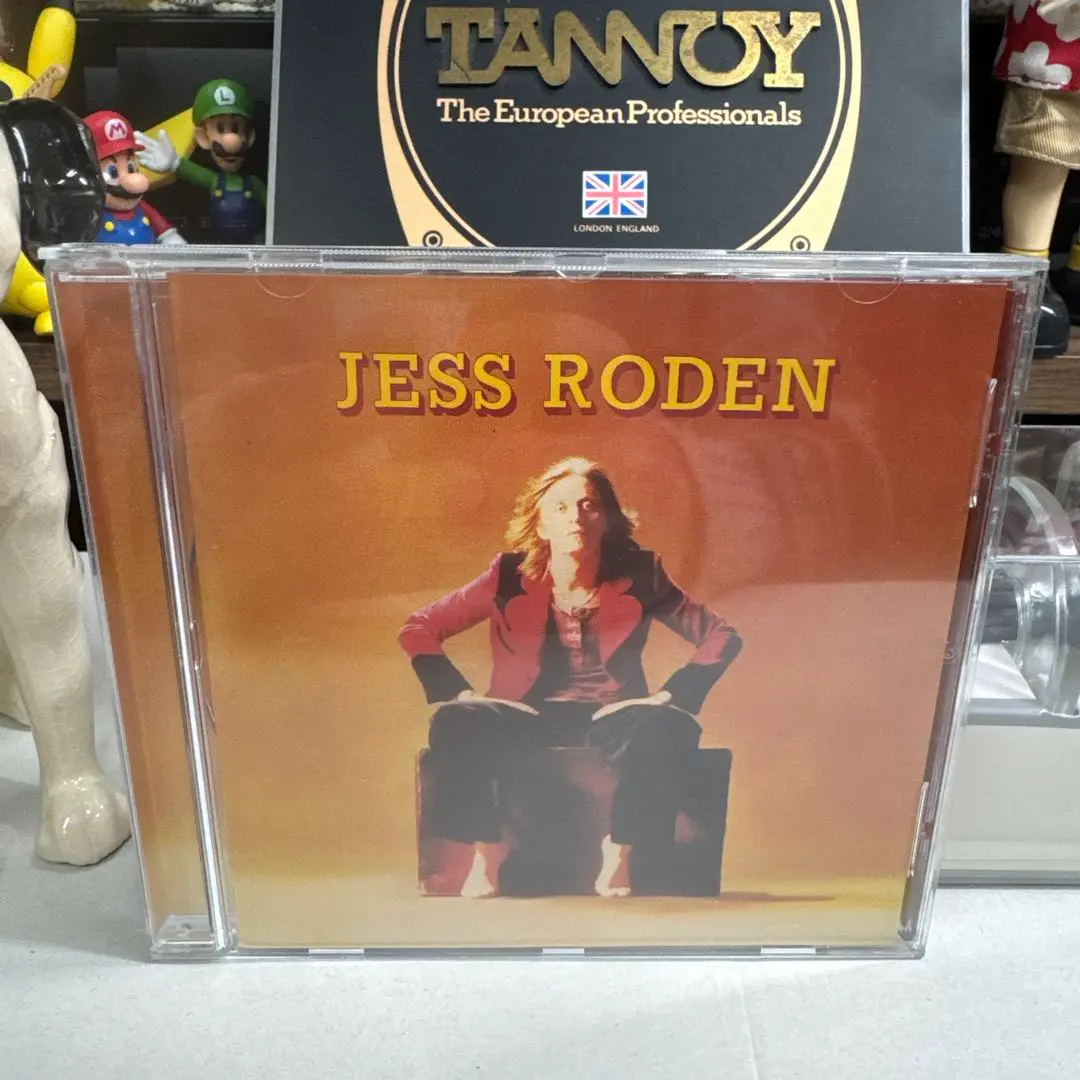 TANNOY
The European Professionals
LONDON ENGLAND
M
L
JESS RODEN